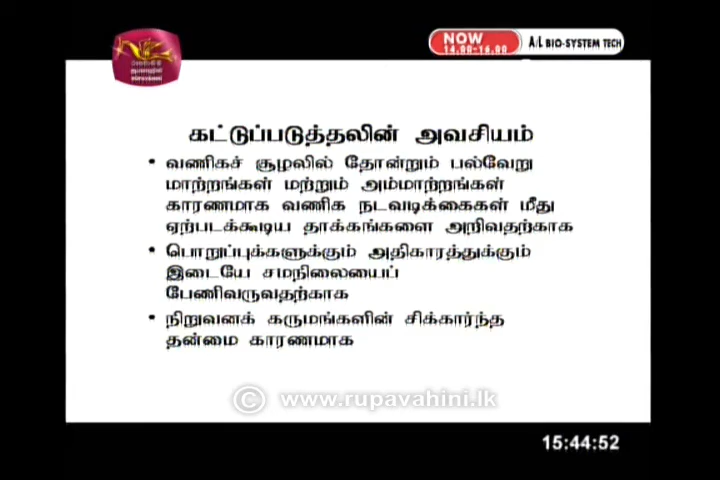 NOW
14.00-16.00
A/L BIO-SYSTEM TECH
கட்டுப்படுத்தலின் அவசியம்
• வணிகச் சூழலில் தோன்றும் பல்வேறு
மாற்றங்கள் மற்றும் அம்மாற்றங்கள்
காரணமாக வணிக நடவடிக்கைகள் மீது
ஏற்படக்கூடிய தாக்கங்களை அறிவதற்காக
• பொறுப்புக்களுக்கும் அதிகாரத்துக்கும்
இடையே சமநிலையைப்
பேணிவருவதற்காக
• நிறுவனக் கருமங்களின் சிக்கார்ந்த
தன்மை காரணமாக
© www.rupavahini.lk
15:44:52